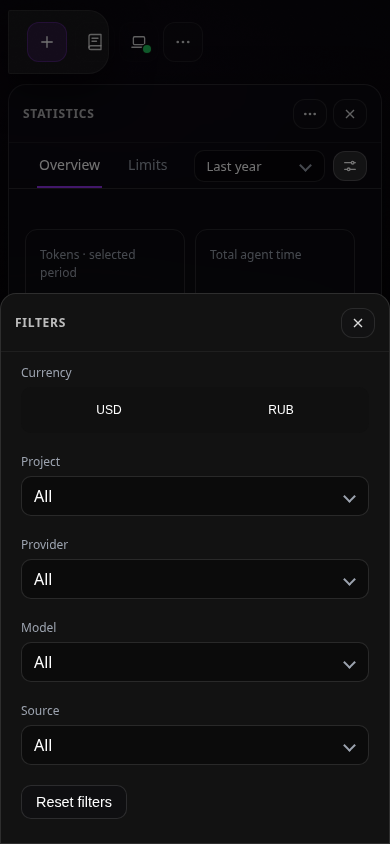 STATISTICS
Overview
Limits
Last year
Tokens · selected
period
Total agent time
FILTERS
Currency
USD
RUB
Project
All
Provider
All
Model
All
Source
All
Reset filters